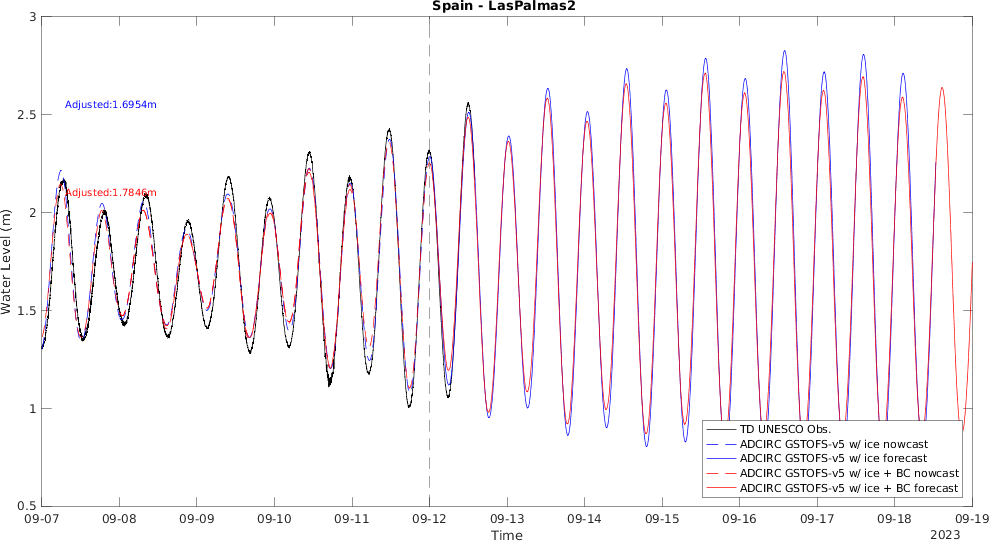 Spain - LasPalmas2
3
2.5
2
1.5
1
0.5
Water Level (m)
Adjusted:1.6954m
Adjusted:1.7846m
TD UNESCO Obs.
ADCIRC GSTOFS-v5 w/ ice nowcast
ADCIRC GSTOFS-v5 w/ ice forecast
ADCIRC GSTOFS-v5 w/ ice + BC nowcast
ADCIRC GSTOFS-v5 w/ ice + BC forecast
09-07 09-08 09-09 09-10 09-11 09-12 09-13 09-14 09-15 09-16 09-17 09-18 09-19
Time
2023